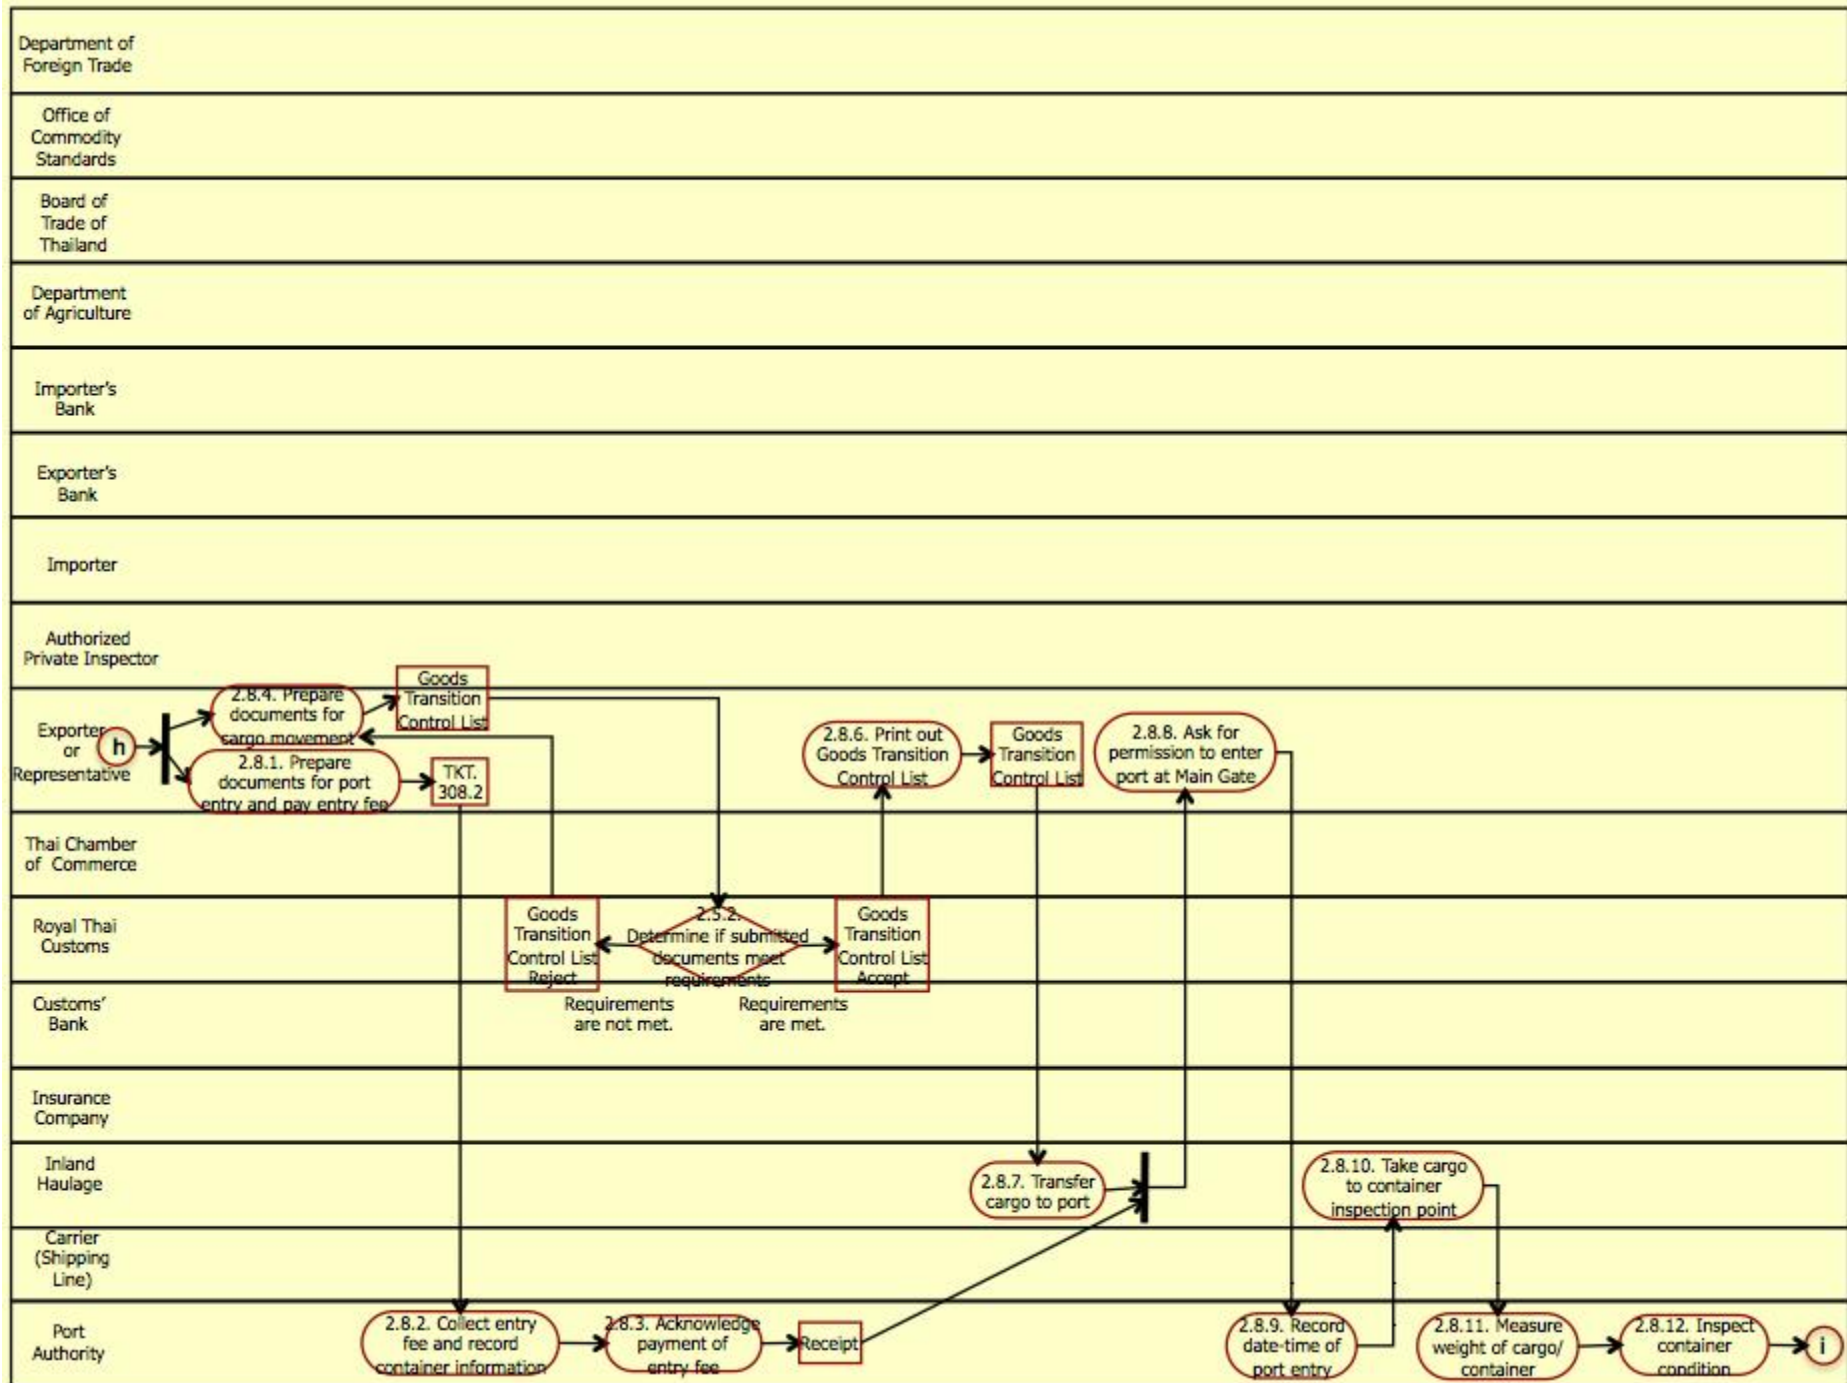 Department of
Foreign Trade
Office of
Commodity
Standards
Board of
Trade of
Thailand
Department
of Agriculture
Importer's
Bank
Exporter's
Bank
Importer
Authorized
Private Inspector
Exporter
or
Representative
h
2.8.4. Prepare
documents for
cargo movement
Goods
Transition
Control List
2.8.1. Prepare
documents for port
entry and pay entry fee
TKT.
308.2
2.8.6. Print out
Goods Transition
Control List
Goods
Transition
Control List
2.8.8. Ask for
permission to enter
port at Main Gate
Thai Chamber
of Commerce
Royal Thai
Customs
Goods
Transition
Control List
Reject
2.5.2.
Determine if submitted
documents meet
requirements
Goods
Transition
Control List
Accept
Customs'
Bank
Requirements
are not met.
Requirements
are met.
Insurance
Company
Inland
Haulage
2.8.7. Transfer
cargo to port
2.8.10. Take cargo
to container
inspection point
Carrier
(Shipping
Line)
Port
Authority
2.8.2. Collect entry
fee and record
container information
2.8.3. Acknowledge
payment of
entry fee
Receipt
2.8.9. Record
date-time of
port entry
2.8.11. Measure
weight of cargo/
container
2.8.12. Inspect
container
condition
i